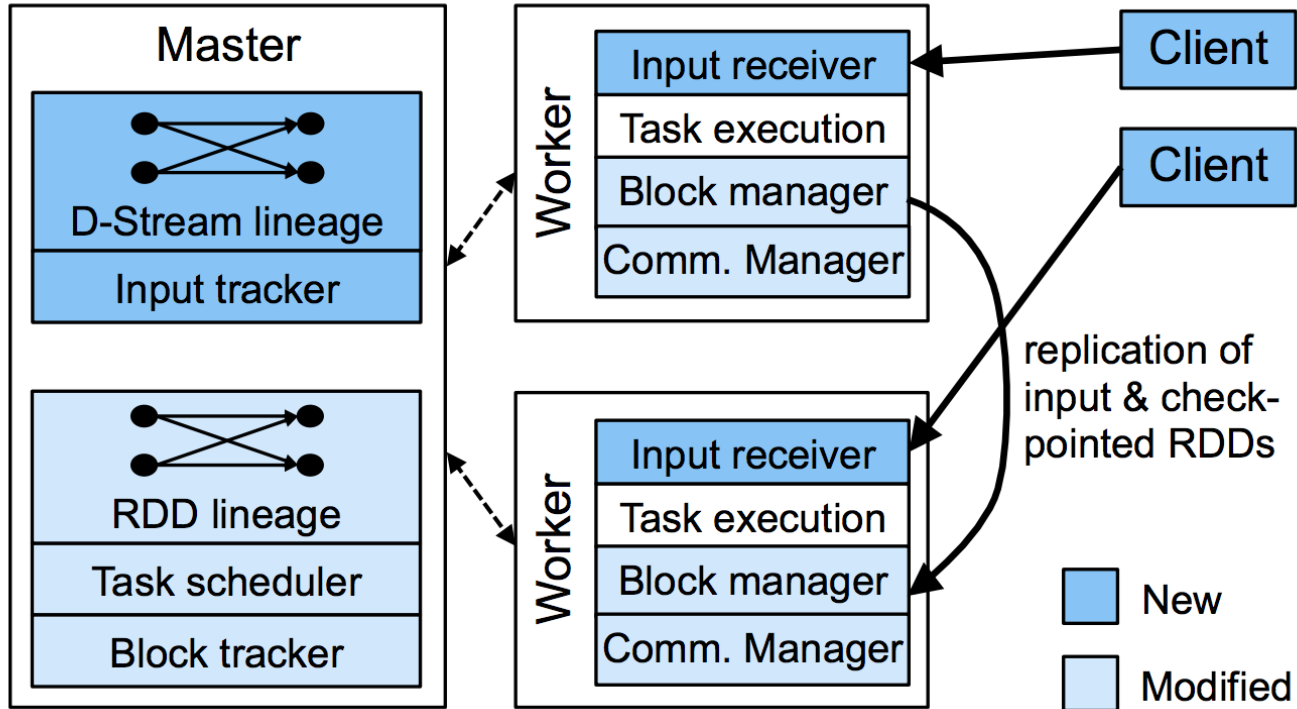 Master
D-Stream lineage
Input tracker
RDD lineage
Task scheduler
Block tracker
Worker
Input receiver
Task execution
Block manager
Comm. Manager
Worker
Input receiver
Task execution
Block manager
Comm. Manager
Client
Client
replication of
input & check-
pointed RDDs
New
Modified